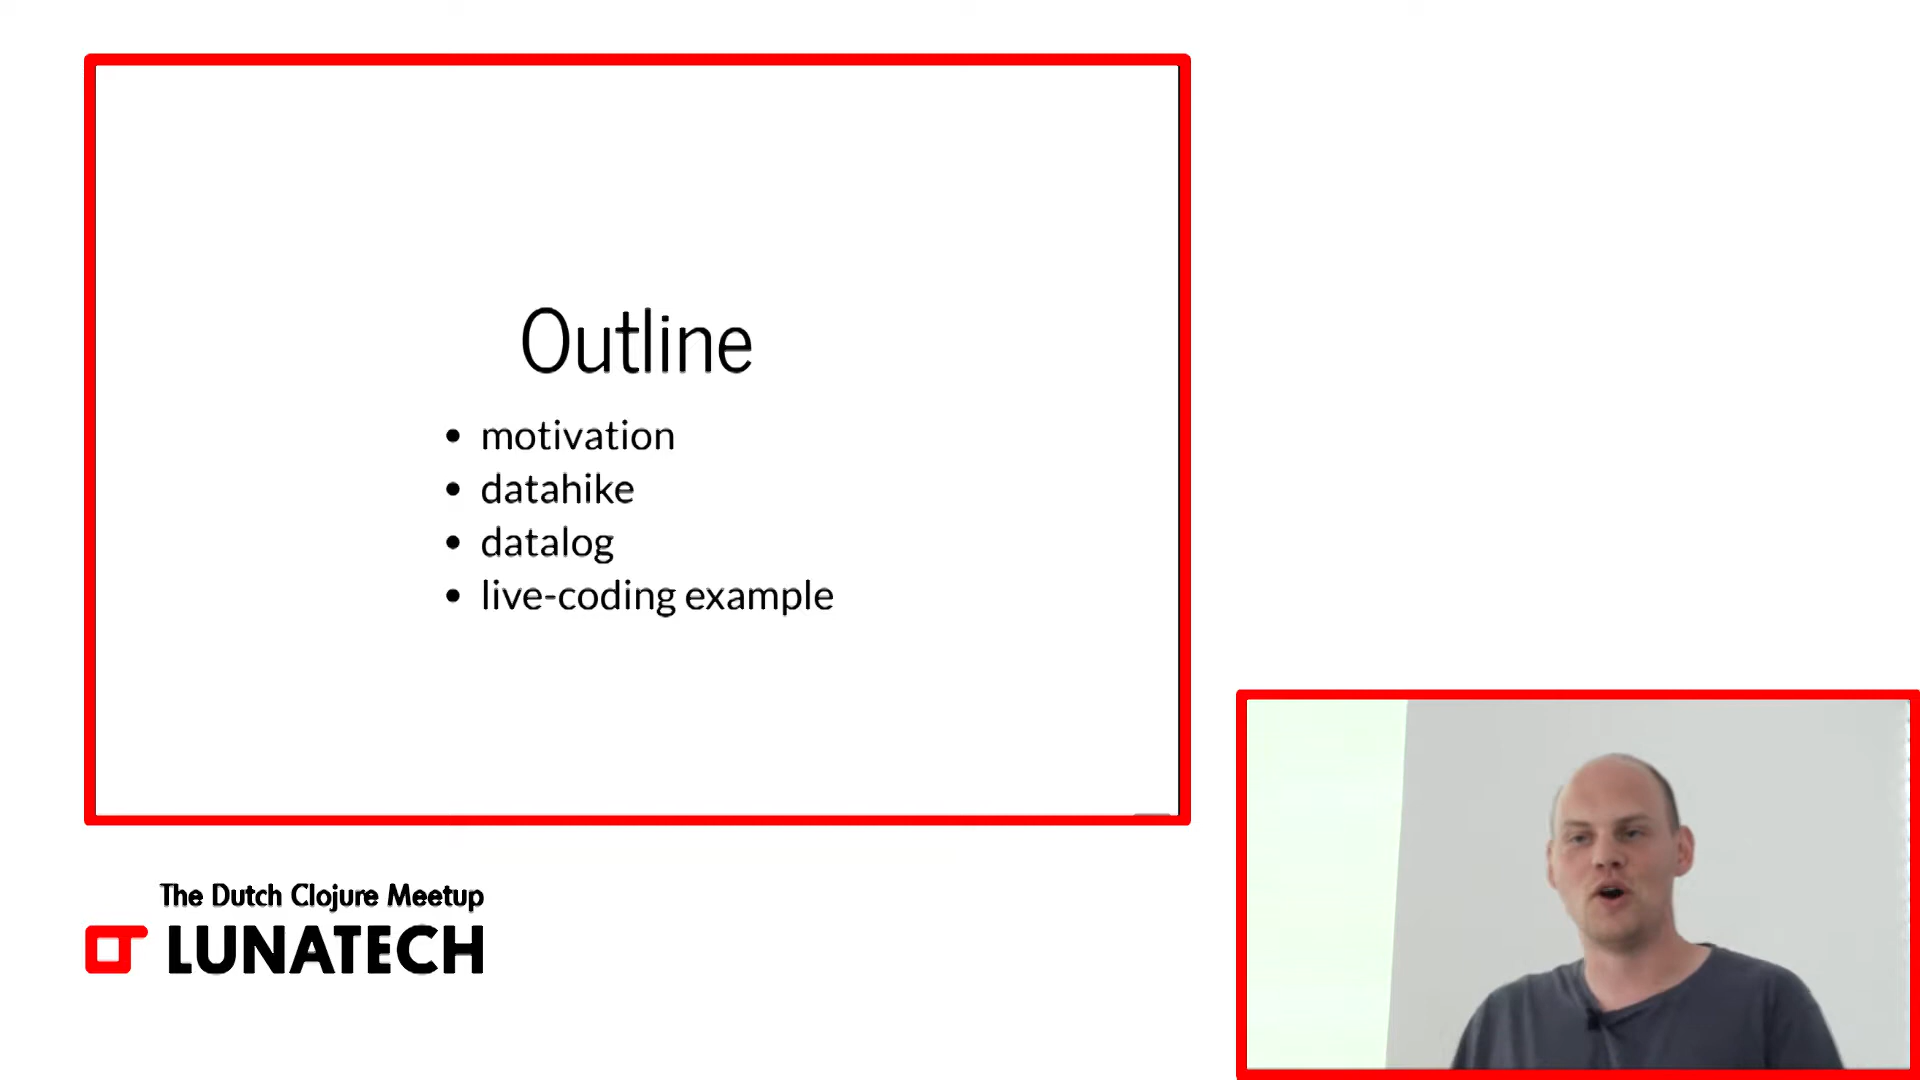 Outline
motivation
datahike
datalog
live-coding example
The Dutch Clojure Meetup
LUNATECH